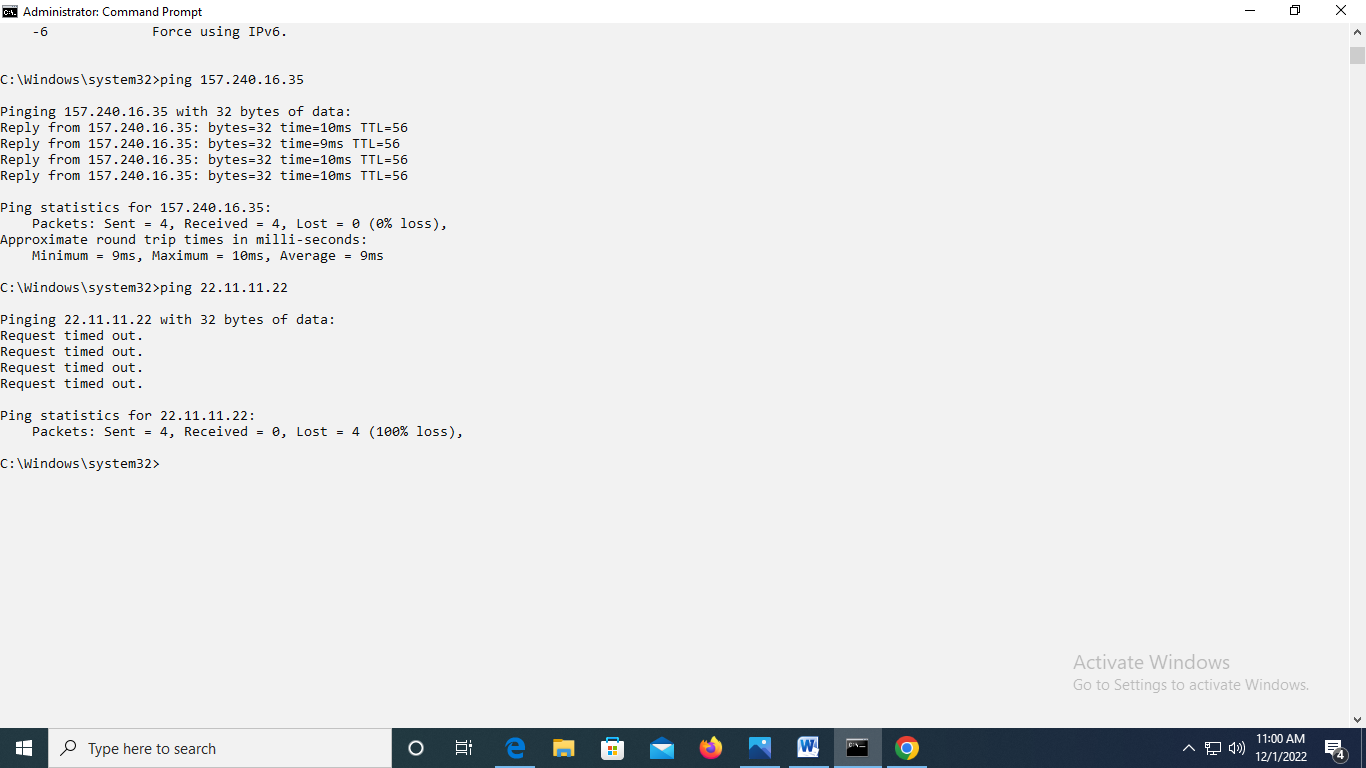 Administrator: Command Prompt
-6 Force using IPv6.
C:\Windows\system32>ping 157.240.16.35
Pinging 157.240.16.35 with 32 bytes of data:
Reply from 157.240.16.35: bytes=32 time=10ms TTL=56
Reply from 157.240.16.35: bytes=32 time=9ms TTL=56
Reply from 157.240.16.35: bytes=32 time=10ms TTL=56
Reply from 157.240.16.35: bytes=32 time=10ms TTL=56
Ping statistics for 157.240.16.35:
Packets: Sent = 4, Received = 4, Lost = 0 (0% loss),
Approximate round trip times in milli-seconds:
Minimum = 9ms, Maximum = 10ms, Average = 9ms
C:\Windows\system32>ping 22.11.11.22
Pinging 22.11.11.22 with 32 bytes of data:
Request timed out.
Request timed out.
Request timed out.
Request timed out.
Ping statistics for 22.11.11.22:
Packets: Sent = 4, Received = 0, Lost = 4 (100% loss),
C:\Windows\system32>
Activate Windows
Go to Settings to activate Windows.
Type here to search
11:00 AM
12/1/2022
4